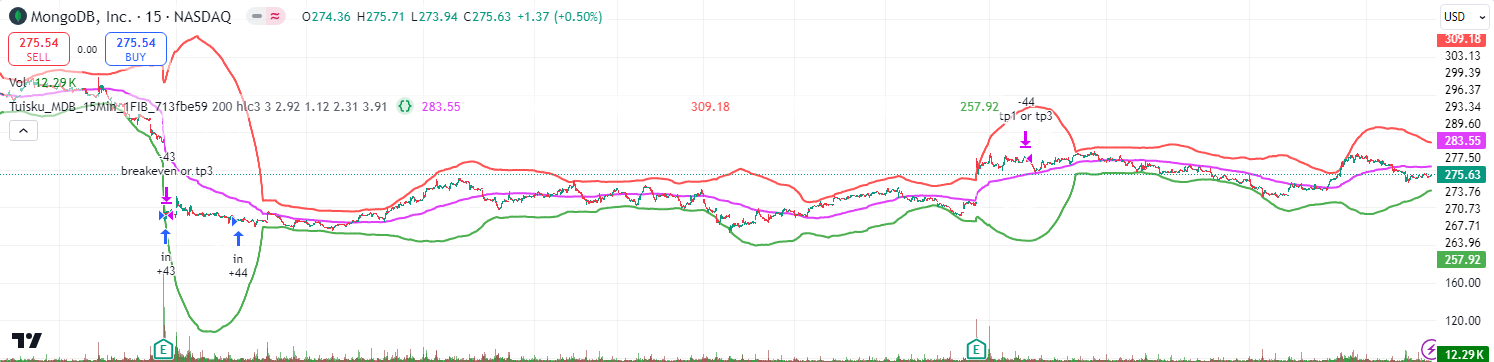 MongoDB, Inc. · 15 · NASDAQ
O274.36 H275.71 L273.94 C275.63 +1.37 (+0.50%)
USD
275.54
SELL
0.00
275.54
BUY
Vol 12.29 K
Tuisku_MDB_15Min_1FIB_713fbe59 200 hlc3 3 2.92 1.12 2.31 3.91
283.55
309.18
257.92
-44
tp1 or tp3
-43
breakeven or tp3
in
+43
in
+44
E
E
309.18
303.13
299.39
296.37
293.34
289.60
283.55
277.50
275.63
273.76
270.73
267.71
263.96
257.92
160.00
120.00
12.29 K